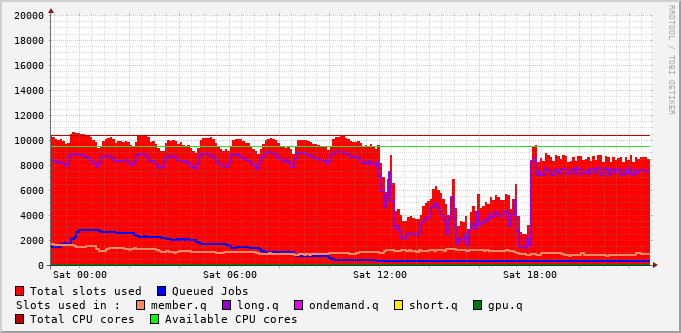 20000
18000
16000
14000
12000
10000
8000
6000
4000
2000
0
Sat 00:00 Sat 06:00 Sat 12:00 Sat 18:00
RRDTOOL / TOBI OETIKER
Total slots used Queued Jobs
Slots used in : member.q long.q ondemand.q short.q gpu.q
Total CPU cores Available CPU cores